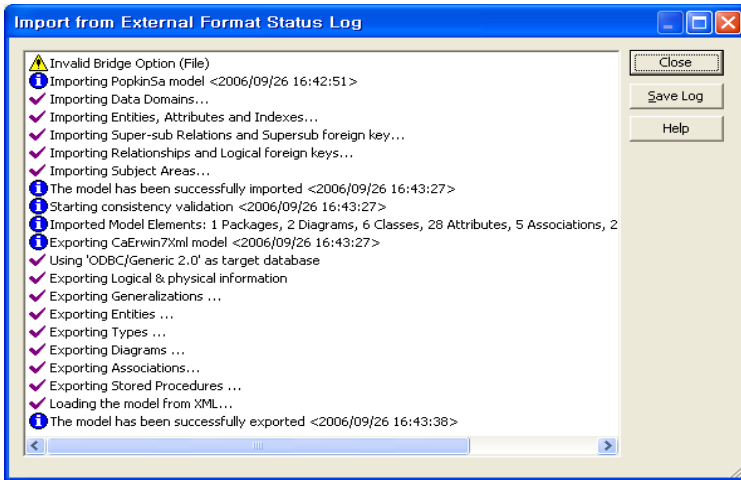 Import from External Format Status Log
Invalid Bridge Option (File)
Importing PopkinSa model <2006/09/26 16:42:51>
Importing Data Domains...
Importing Entities, Attributes and Indexes...
Importing Super-sub Relations and Supersub foreign key...
Importing Relationships and Logical foreign keys...
Importing Subject Areas...
The model has been successfully imported <2006/09/26 16:43:27>
Starting consistency validation <2006/09/26 16:43:27>
Imported Model Elements: 1 Packages, 2 Diagrams, 6 Classes, 28 Attributes, 5 Associations, 2
Exporting CaErwin7Xml model <2006/09/26 16:43:27>
Using 'ODBC/Generic 2.0' as target database
Exporting Logical & physical information
Exporting Generalizations ...
Exporting Entities ...
Exporting Types ...
Exporting Diagrams ...
Exporting Associations...
Exporting Stored Procedures ...
Loading the model from XML...
The model has been successfully exported <2006/09/26 16:43:38>
Close
Save Log
Help